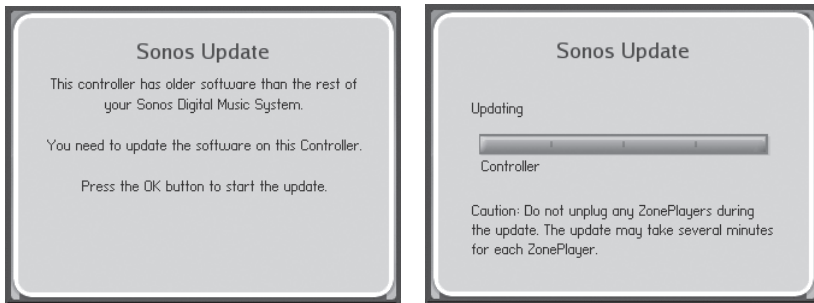 Sonos Update
This controller has older software than the rest of
your Sonos Digital Music System.
You need to update the software on this Controller.
Press the OK button to start the update.
Sonos Update
Updating
Controller
Caution: Do not unplug any ZonePlayers during
the update. The update may take several minutes
for each ZonePlayer.